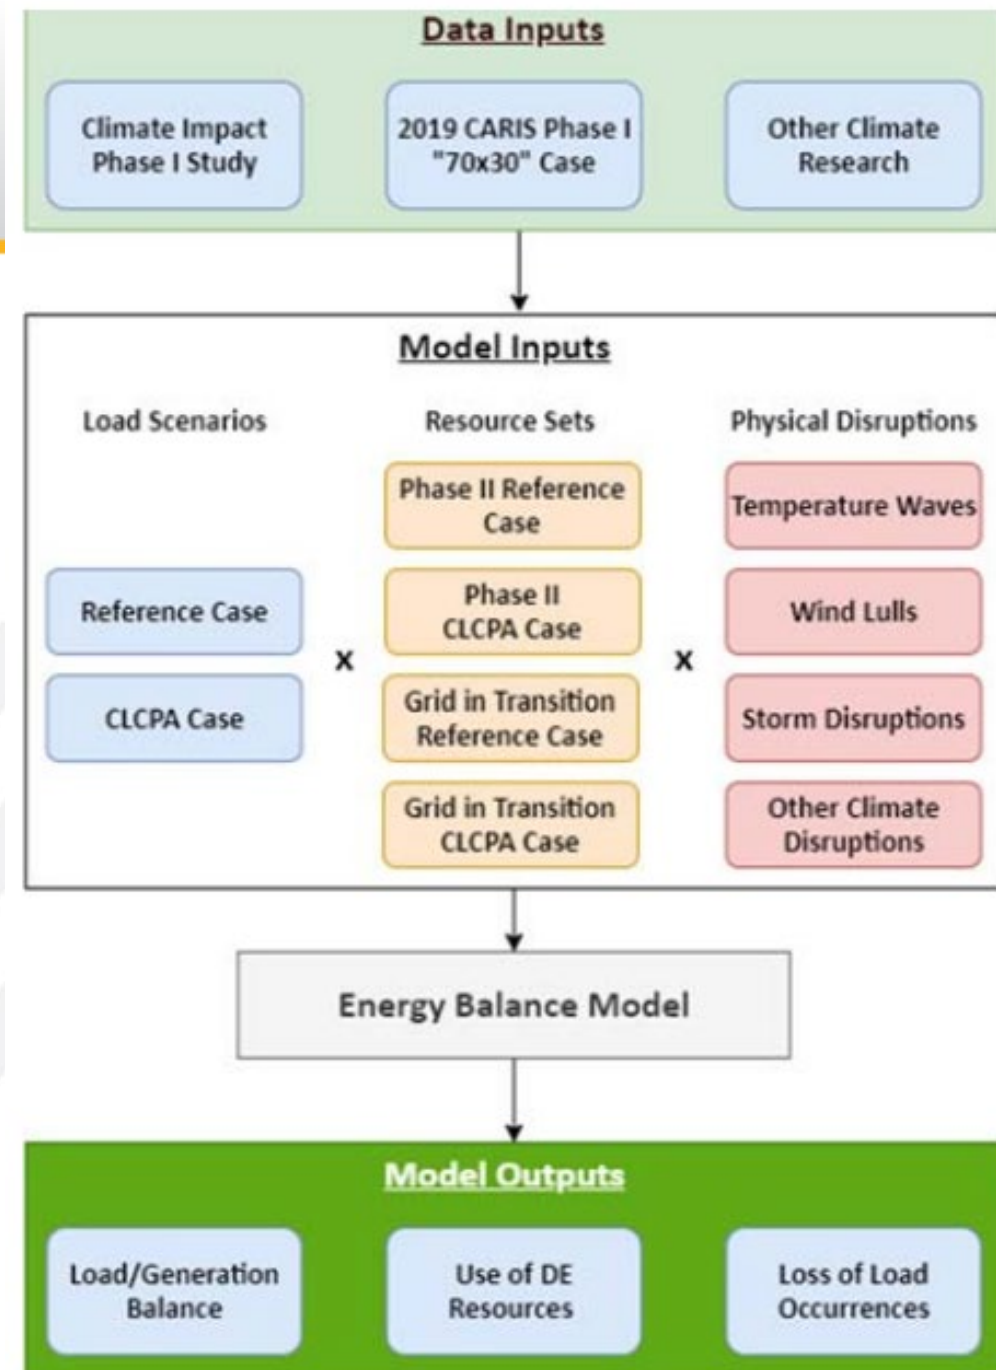 Data Inputs
Climate Impact
Phase I Study
2019 CARIS Phase I
"70x30" Case
Other Climate
Research
Model Inputs
Load Scenarios
Resource Sets
Physical Disruptions
Reference Case
CLCPA Case
x
Phase II Reference
Case
Phase II
CLCPA Case
Grid in Transition
Reference Case
Grid in Transition
CLCPA Case
x
Temperature Waves
Wind Lulls
Storm Disruptions
Other Climate
Disruptions
Energy Balance Model
Model Outputs
Load/Generation
Balance
Use of DE
Resources
Loss of Load
Occurrences